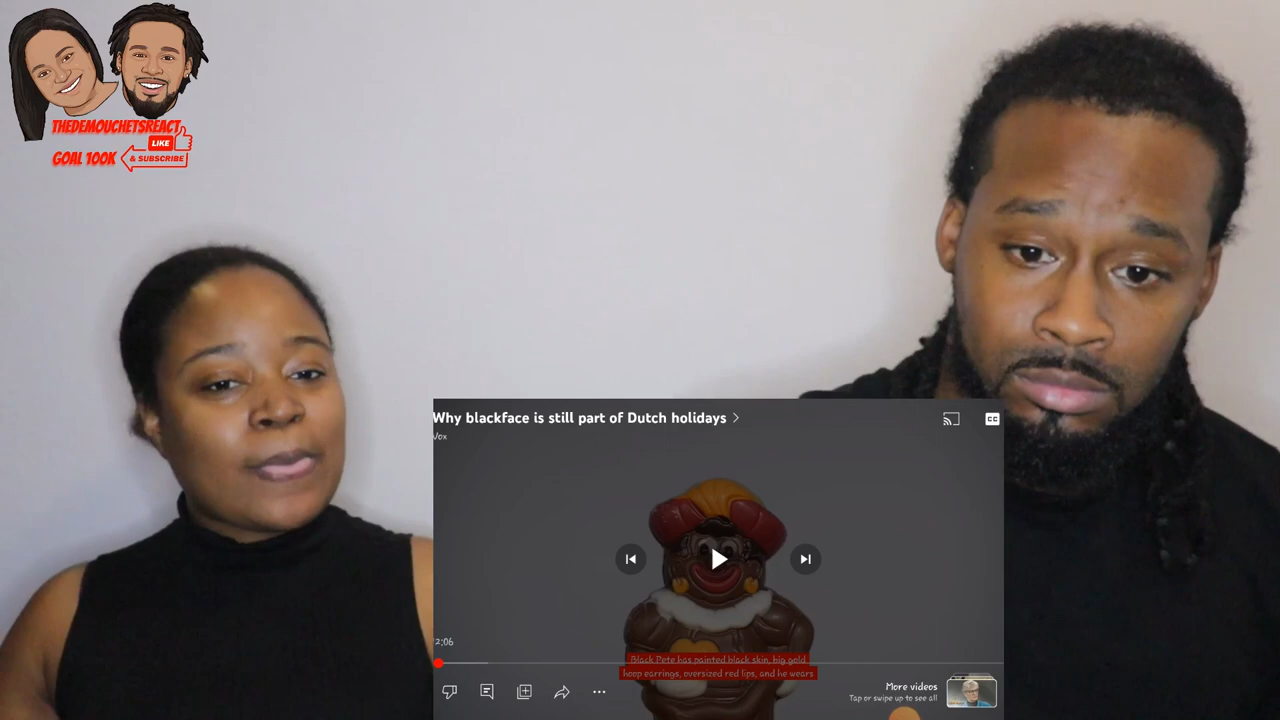 THEDEMOUCHETSREACT
LIKE
GOAL 100K
& SUBSCRIBE
Why blackface is still part of Dutch holidays
Vox
CC
2:06
Black Pete has painted black skin, big gold
hoop earrings, oversized red lips, and he wears
More videos
Tap or swipe up to see all